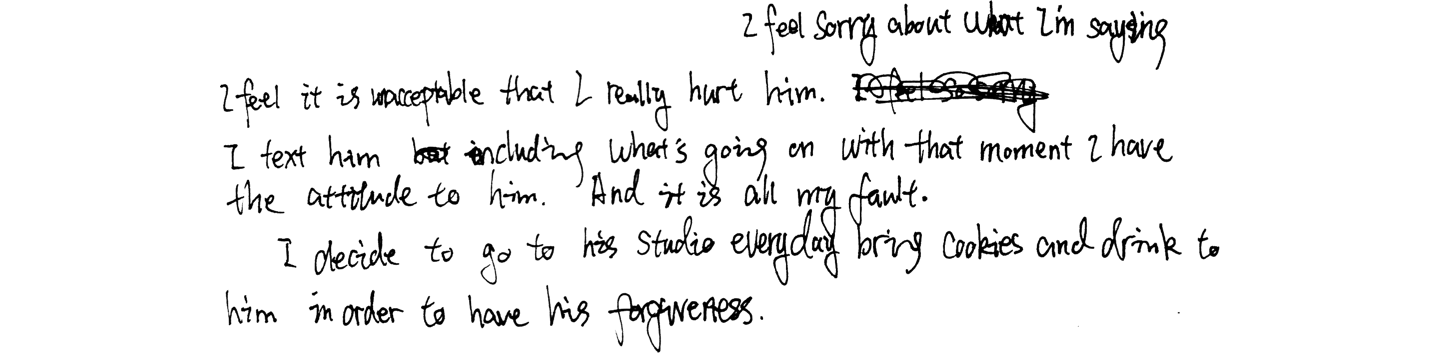 I feel sorry about what I'm saying
I feel it is unacceptable that I really hurt him.
I text him including what's going on with that moment I have
the attitude to him. And it is all my fault.
I decide to go to his studio everyday bring cookies and drink to
him in order to have his forgiveness.